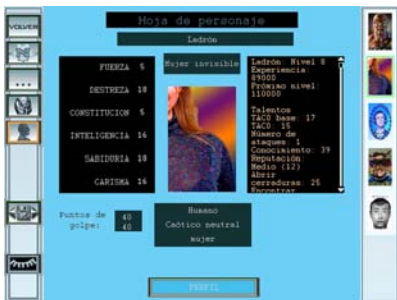 Hoja de personaje
Ladrón
VOLVER
FUERZA 5
DESTREZA 18
CONSTITUCION 5
INTELIGENCIA 16
SABIDURIA 18
CARISMA 16
Mujer invisible
Ladrón: Nivel 8
Experiencia:
89000
Próximo nivel:
110000
Talentos
TAC0 base: 17
TAC0: 15
Número de
ataques: 1
Conocimiento: 39
Reputación:
Medio (12)
Abrir
cerraduras: 25
Encontrar
Puntos de
golpe:
40
40
Humano
Caótico neutral
mujer
PERFIL